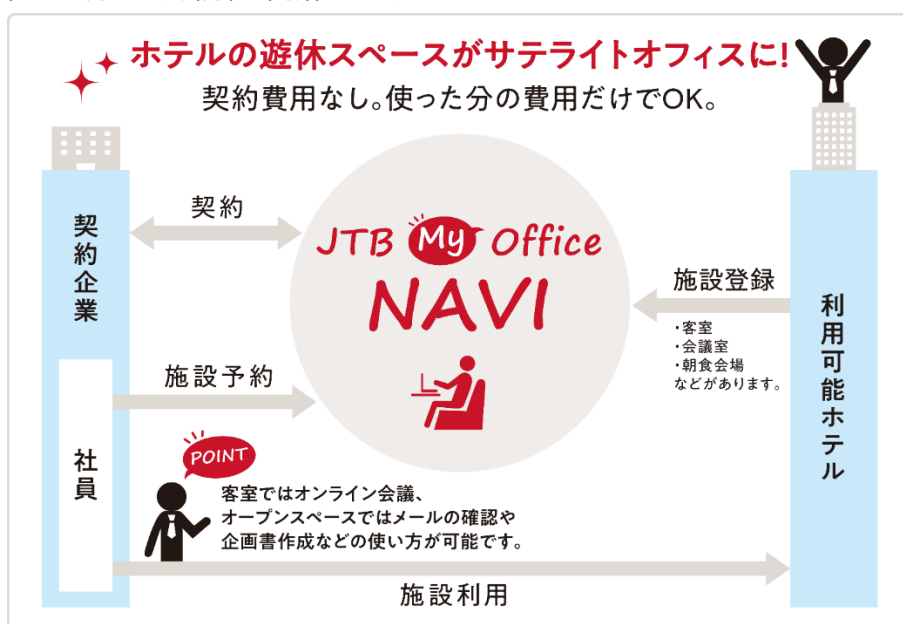 ホテルの遊休スペースがサテライトオフィスに!
契約費用なし。使った分の費用だけでOK。
契約企業
契約
JTB My Office
NAVI
施設登録
・客室
・会議室
・朝食会場
などがあります。
利用可能ホテル
施設予約
社員
POINT
客室ではオンライン会議、
オープンスペースではメールの確認や
企画書作成などの使い方が可能です。
施設利用